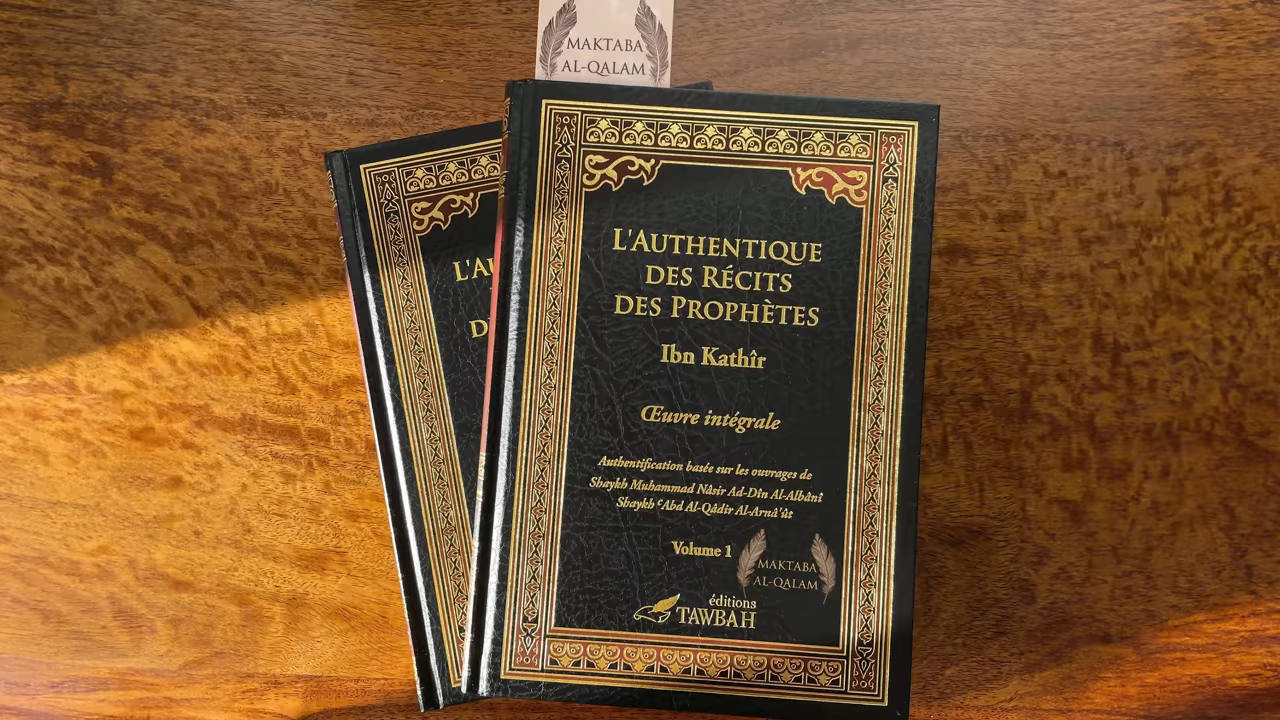 MAKTABA
AL-QALAM
L'AUTHENTIQUE
DES RÉCITS
DES PROPHÈTES
Ibn Kathîr
Œuvre intégrale
Authentification basée sur les ouvrages de
Shaykh Muhammad Nâsir Ad-Dîn Al-Albânî
Shaykh ʿAbd Al-Qâdir Al-Arnâ'ût
Volume 1
MAKTABA
AL-QALAM
éditions
TAWBAH
L'AU
D